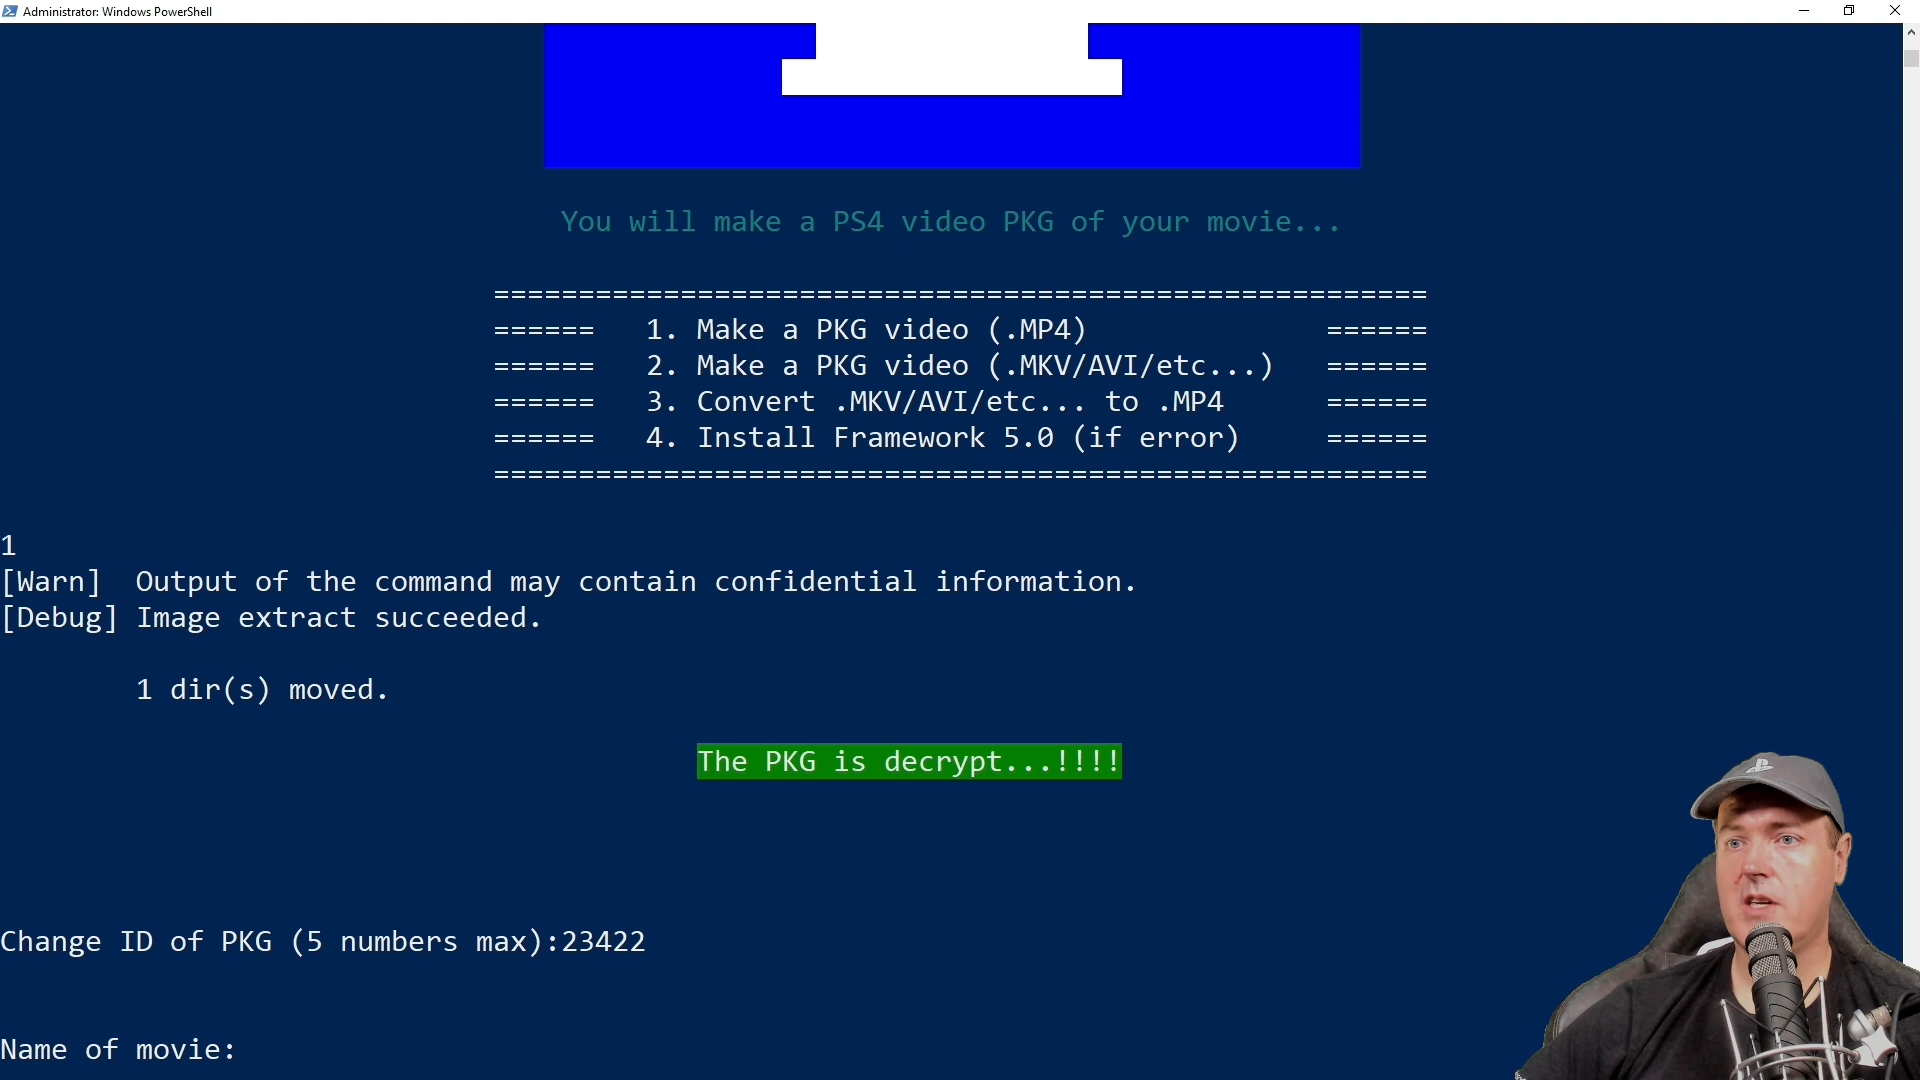 Administrator: Windows PowerShell
You will make a PS4 video PKG of your movie...
=======================================================
====== 1. Make a PKG video (.MP4) ======
====== 2. Make a PKG video (.MKV/AVI/etc...) ======
====== 3. Convert .MKV/AVI/etc... to .MP4 ======
====== 4. Install Framework 5.0 (if error) ======
=======================================================
1
[Warn] Output of the command may contain confidential information.
[Debug] Image extract succeeded.
1 dir(s) moved.
The PKG is decrypt...!!!!
Change ID of PKG (5 numbers max):23422
Name of movie: